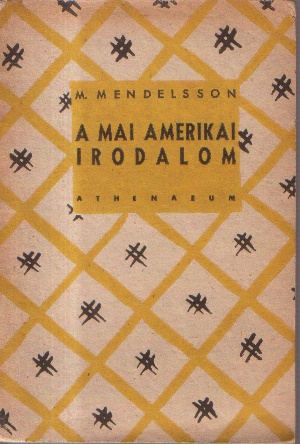 M. MENDELSSON
A MAI AMERIKAI
IRODALOM
ATHENAEUM